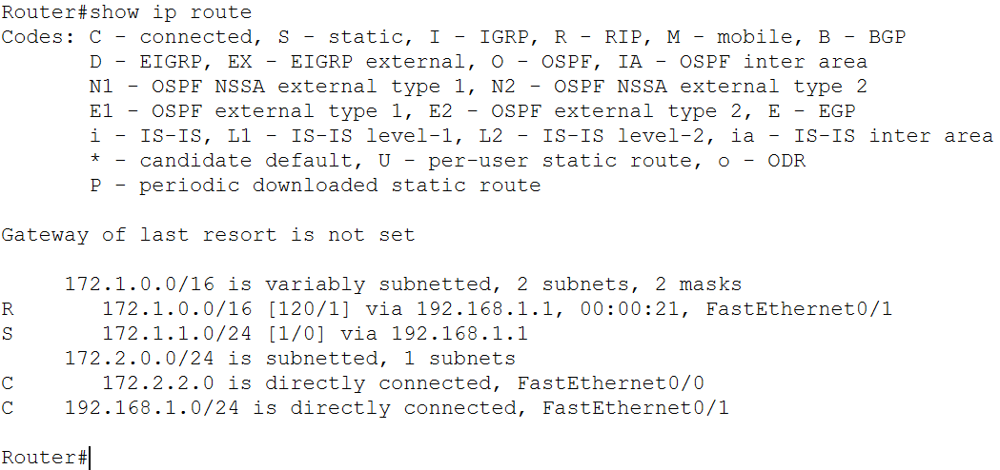 Router#show ip route
Codes: C - connected, S - static, I - IGRP, R - RIP, M - mobile, B - BGP
       D - EIGRP, EX - EIGRP external, O - OSPF, IA - OSPF inter area
       N1 - OSPF NSSA external type 1, N2 - OSPF NSSA external type 2
       E1 - OSPF external type 1, E2 - OSPF external type 2, E - EGP
       i - IS-IS, L1 - IS-IS level-1, L2 - IS-IS level-2, ia - IS-IS inter area
       * - candidate default, U - per-user static route, o - ODR
       P - periodic downloaded static route

Gateway of last resort is not set

     172.1.0.0/16 is variably subnetted, 2 subnets, 2 masks
R       172.1.0.0/16 [120/1] via 192.168.1.1, 00:00:21, FastEthernet0/1
S       172.1.1.0/24 [1/0] via 192.168.1.1
     172.2.0.0/24 is subnetted, 1 subnets
C       172.2.2.0 is directly connected, FastEthernet0/0
C    192.168.1.0/24 is directly connected, FastEthernet0/1

Router#